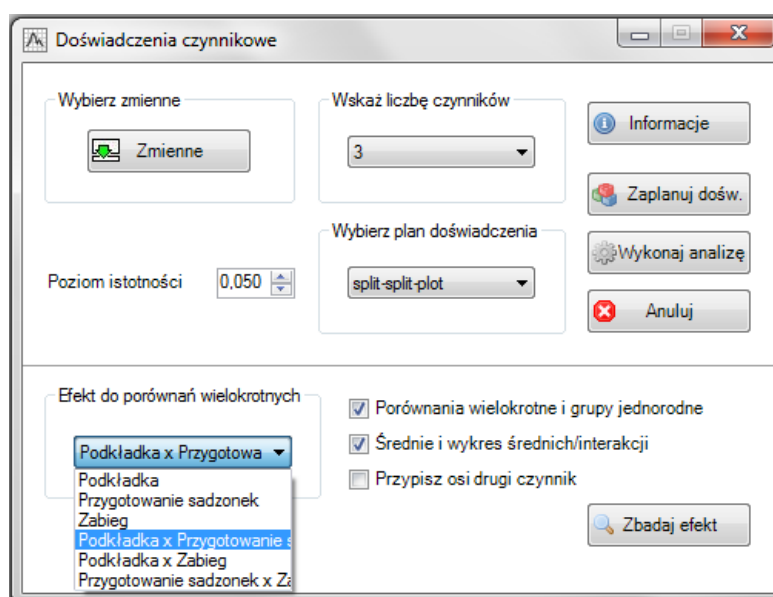 Doświadczenia czynnikowe
Wybierz zmienne
Zmienne
Wskaż liczbę czynników
3
Informacje
Zaplanuj dośw.
Wybierz plan doświadczenia
split-split-plot
Wykonaj analizę
Poziom istotności 0,050
Anuluj
Efekt do porównań wielokrotnych
Podkładka x Przygotowa
Podkładka
Przygotowanie sadzonek
Zabieg
Podkładka x Przygotowanie s
Podkładka x Zabieg
Przygotowanie sadzonek x Za
Porównania wielokrotne i grupy jednorodne
Średnie i wykres średnich/interakcji
Przypisz osi drugi czynnik
Zbadaj efekt